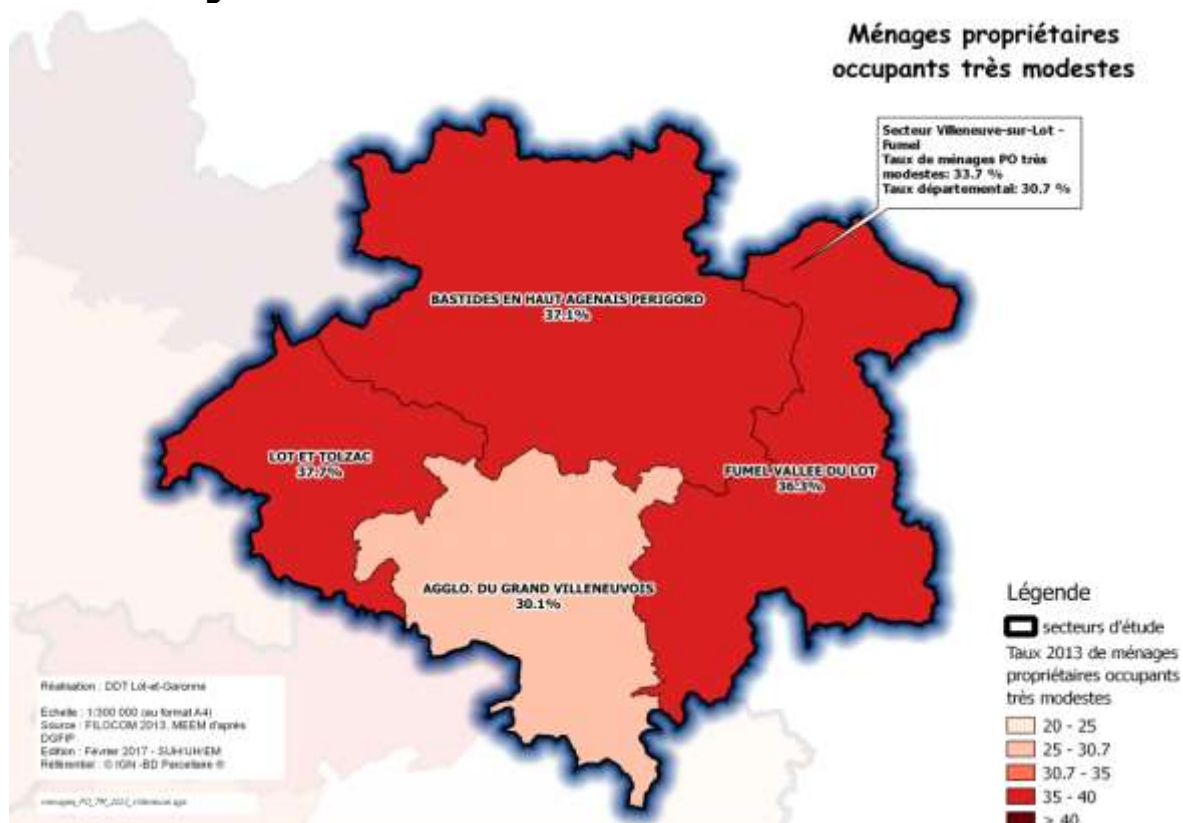 Ménages propriétaires
occupants très modestes
Secteur Villeneuve-sur-Lot -
Fumel
Taux de ménages PO très
modestes: 33.7 %
Taux départemental: 30.7 %
BASTIDES EN HAUT AGENAIS PERIGORD
37.1%
LOT ET TOLZAC
37.7%
FUMEL VALLEE DU LOT
36.3%
AGGLO. DU GRAND VILLENEUVOIS
30.1%
Légende
secteurs d'étude
Taux 2013 de ménages
propriétaires occupants
très modestes
20 - 25
25 - 30.7
30.7 - 35
35 - 40
> 40
Réalisation : DDT Lot-et-Garonne
Echelle : 1:300 000 (au format A4)
Source : FILOCOM 2013, MEEM d'après
DGFIP
Edition : Février 2017 - SUH/UH/EM
Référentiel : © IGN -BD Parcellaire ®